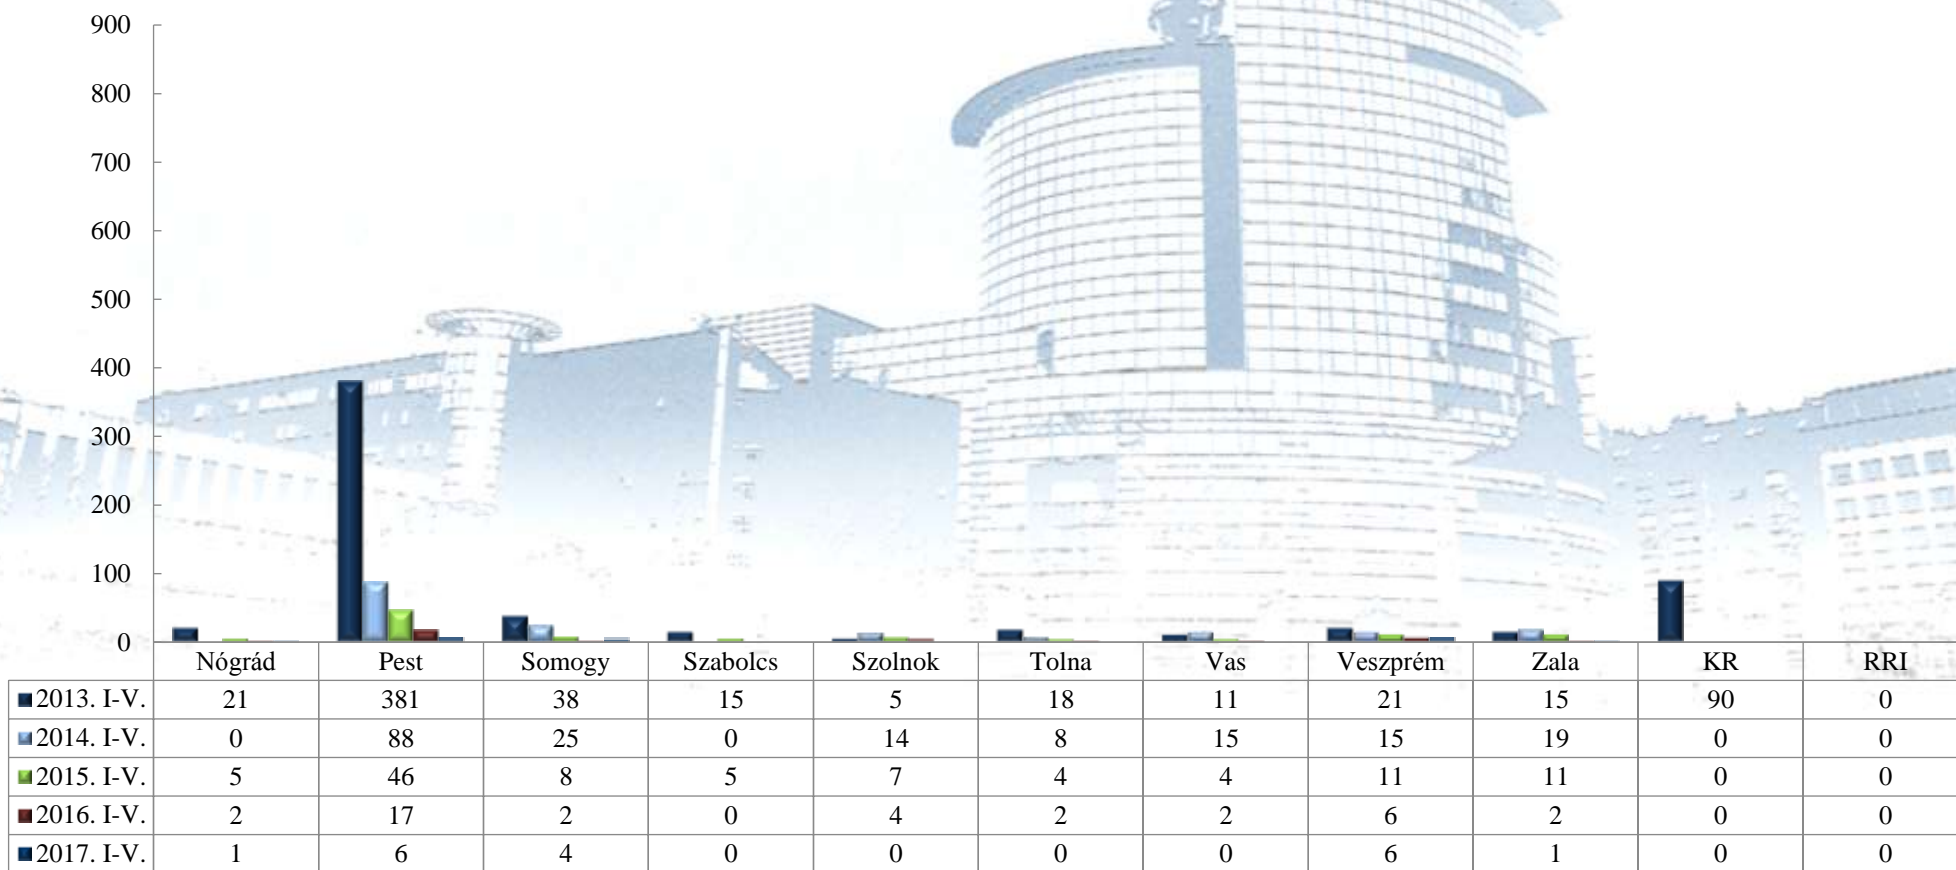 900
800
700
600
500
400
300
200
100
0
Nógrád Pest Somogy Szabolcs Szolnok Tolna Vas Veszprém Zala KR RRI
2013. I-V. 21 381 38 15 5 18 11 21 15 90 0
2014. I-V. 0 88 25 0 14 8 15 15 19 0 0
2015. I-V. 5 46 8 5 7 4 4 11 11 0 0
2016. I-V. 2 17 2 0 4 2 2 6 2 0 0
2017. I-V. 1 6 4 0 0 0 0 6 1 0 0